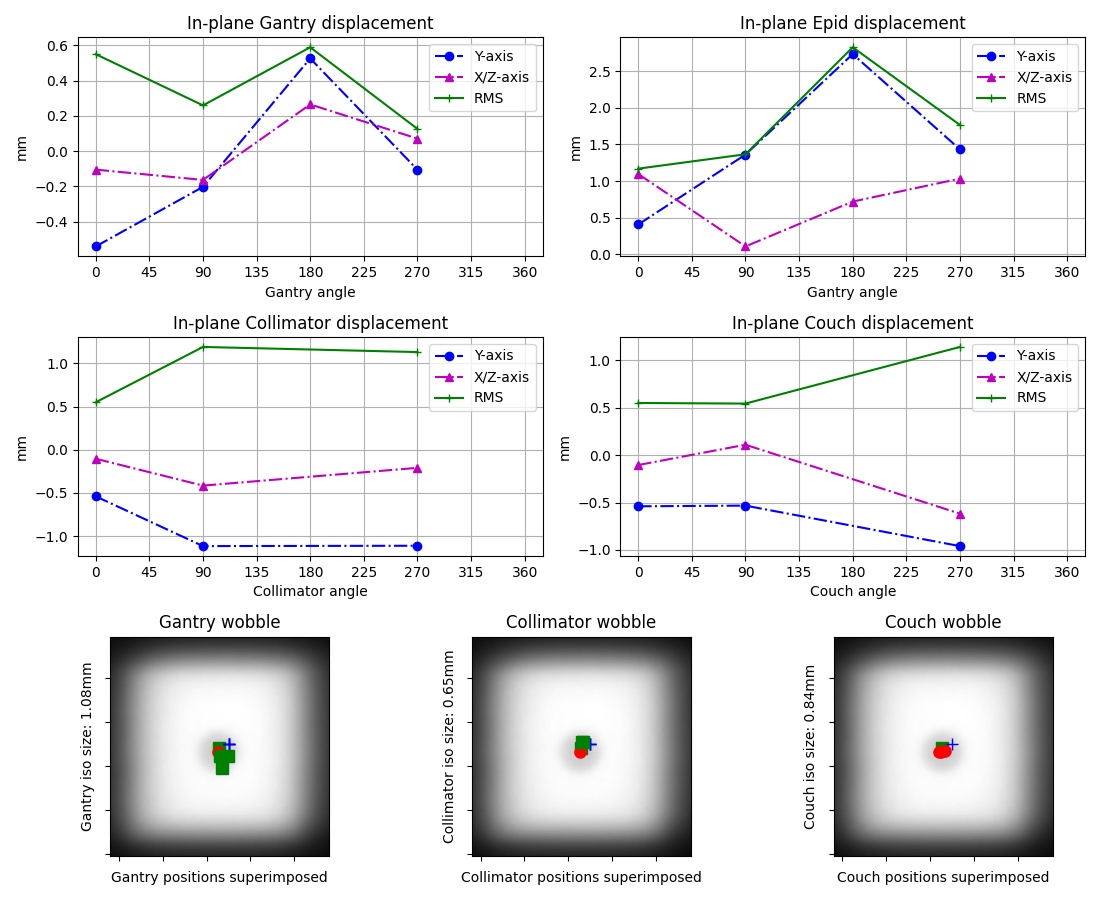 In-plane Gantry displacement
0.6
0.4
0.2
0.0
−0.2
−0.4
mm
0 45 90 135 180 225 270 315 360
Gantry angle
Y-axis
X/Z-axis
RMS
In-plane Epid displacement
2.5
2.0
1.5
1.0
0.5
0.0
mm
0 45 90 135 180 225 270 315 360
Gantry angle
Y-axis
X/Z-axis
RMS
In-plane Collimator displacement
1.0
0.5
0.0
−0.5
−1.0
mm
0 45 90 135 180 225 270 315 360
Collimator angle
Y-axis
X/Z-axis
RMS
In-plane Couch displacement
1.0
0.5
0.0
−0.5
−1.0
mm
0 45 90 135 180 225 270 315 360
Couch angle
Y-axis
X/Z-axis
RMS
Gantry wobble
Gantry iso size: 1.08mm
Gantry positions superimposed
Collimator wobble
Collimator iso size: 0.65mm
Collimator positions superimposed
Couch wobble
Couch iso size: 0.84mm
Couch positions superimposed